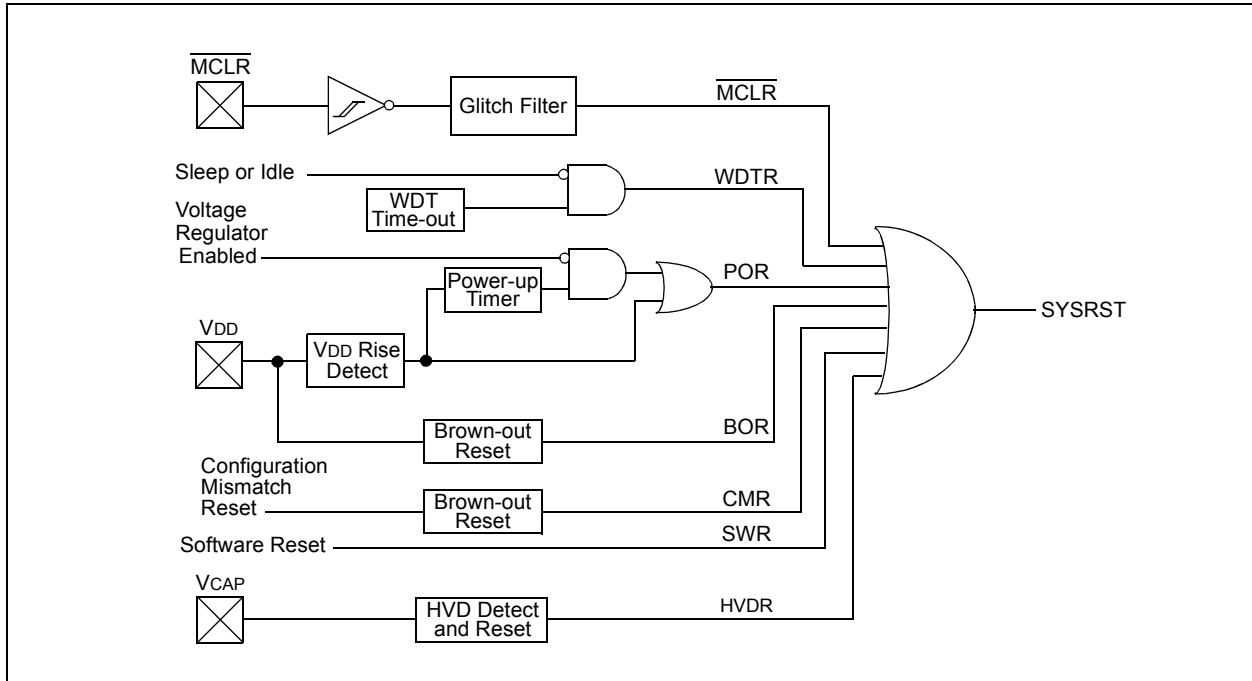 MCLR
Glitch Filter
MCLR
Sleep or Idle
WDT
Time-out
WDTR
Voltage
Regulator
Enabled
Power-up
Timer
POR
SYSRST
VDD
VDD Rise
Detect
Brown-out
Reset
BOR
Configuration
Mismatch
Reset
Brown-out
Reset
CMR
Software Reset
SWR
VCAP
HVD Detect
and Reset
HVDR